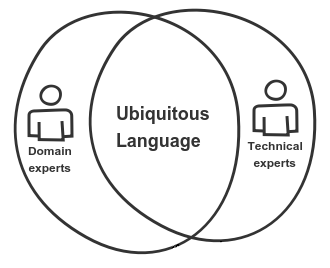 Ubiquitous
Language
Domain
experts
Technical
experts